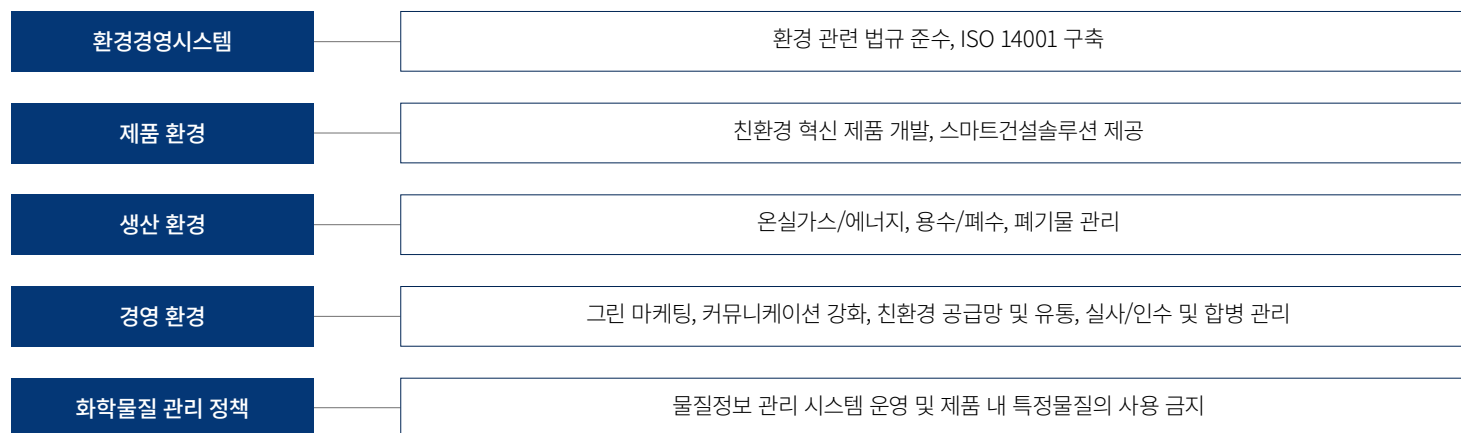 환경경영시스템
환경 관련 법규 준수, ISO 14001 구축
제품 환경
친환경 혁신 제품 개발, 스마트건설솔루션 제공
생산 환경
온실가스/에너지, 용수/폐수, 폐기물 관리
경영 환경
그린 마케팅, 커뮤니케이션 강화, 친환경 공급망 및 유통, 실사/인수 및 합병 관리
화학물질 관리 정책
물질정보 관리 시스템 운영 및 제품 내 특정물질의 사용 금지